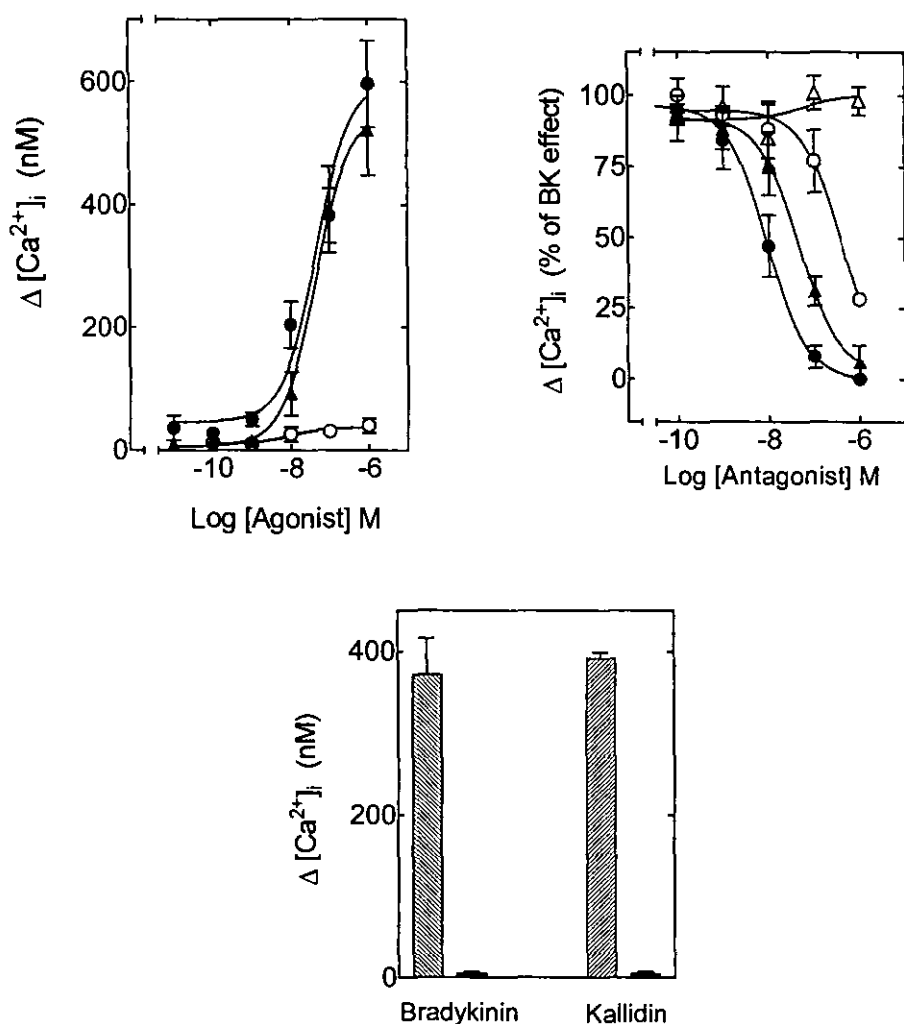 600
400
200
0
Δ [Ca²⁺]ᵢ (nM)
-10 -8 -6
Log [Agonist] M
100
75
50
25
0
Δ [Ca²⁺]ᵢ (% of BK effect)
-10 -8 -6
Log [Antagonist] M
400
200
0
Δ [Ca²⁺]ᵢ (nM)
Bradykinin Kallidin